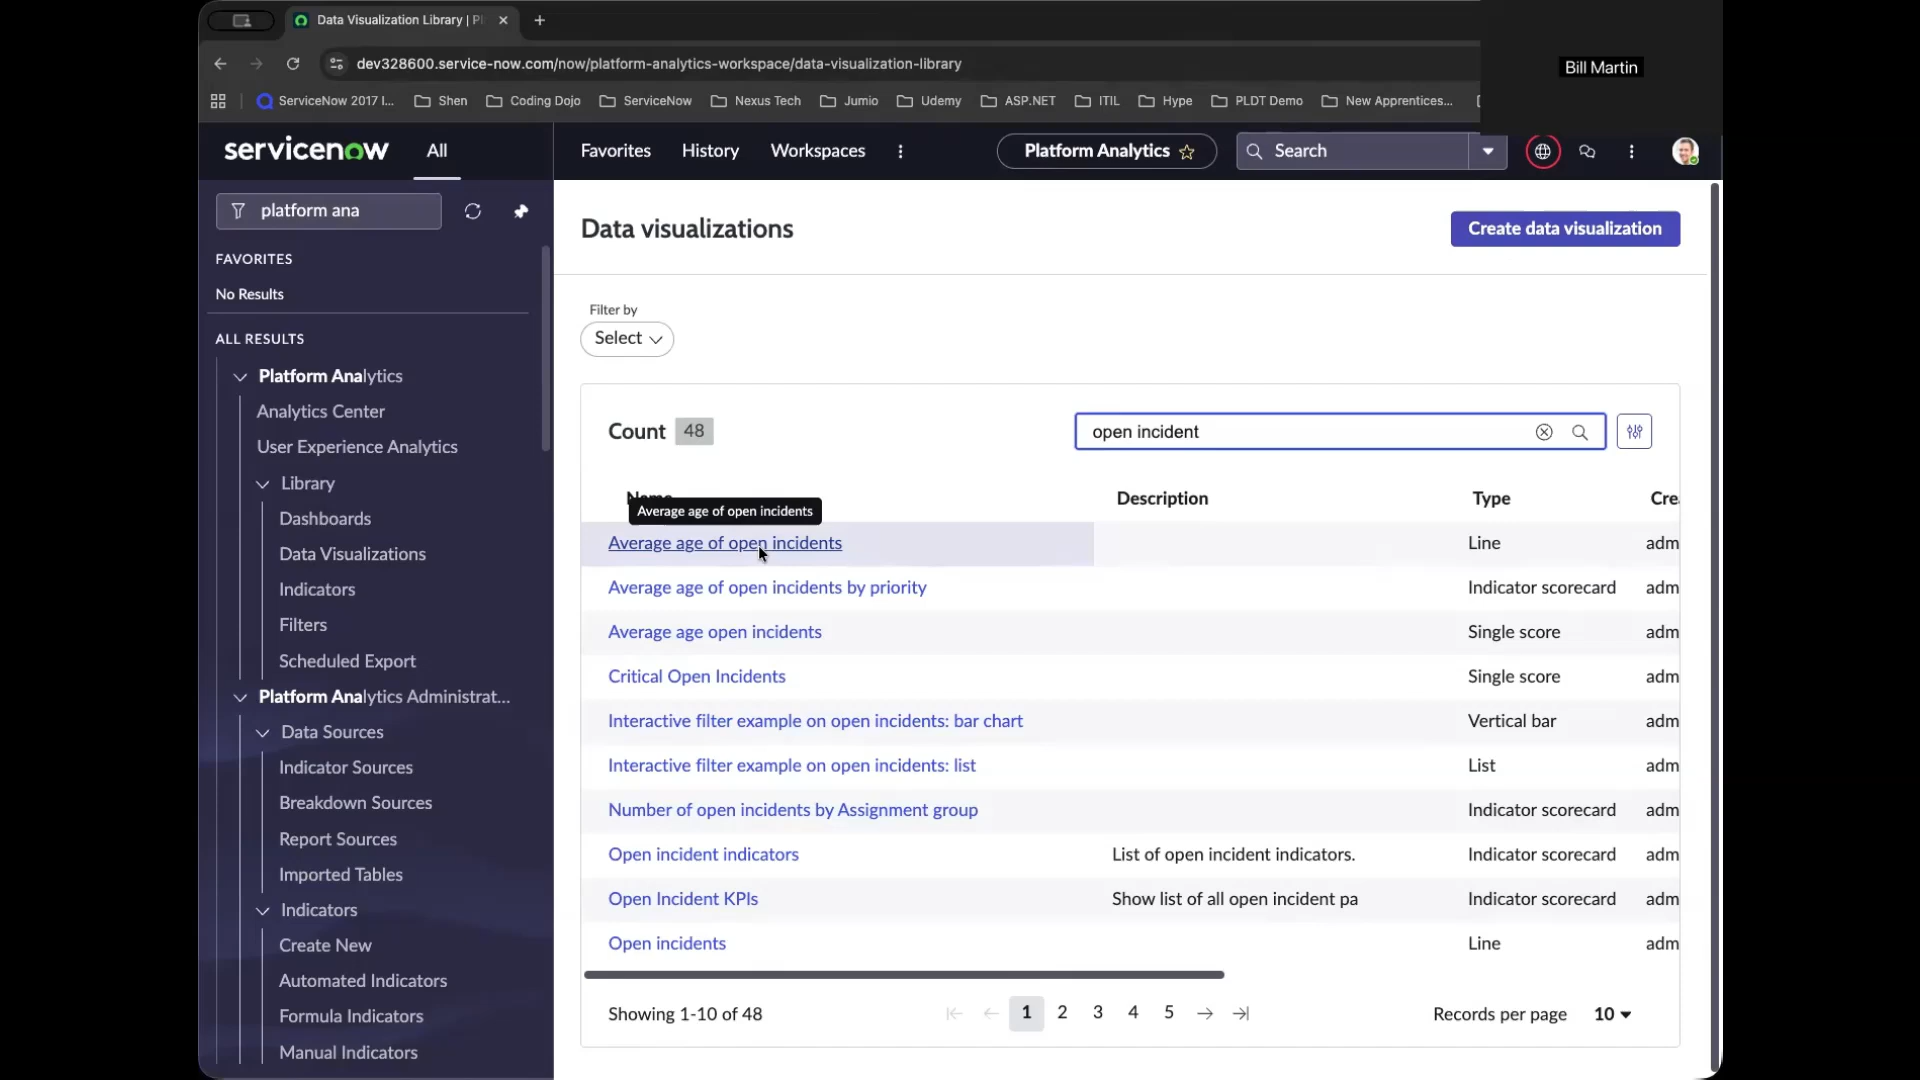 Data Visualization Library | Pl
dev328600.service-now.com/now/platform-analytics-workspace/data-visualization-library
Bill Martin
ServiceNow 2017 I...
Shen
Coding Dojo
ServiceNow
Nexus Tech
Jumio
Udemy
ASP.NET
ITIL
Hype
PLDT Demo
New Apprentices...
servicenow
All
Favorites
History
Workspaces
Platform Analytics
Search
platform ana
FAVORITES
No Results
ALL RESULTS
Platform Analytics
Analytics Center
User Experience Analytics
Library
Dashboards
Data Visualizations
Indicators
Filters
Scheduled Export
Platform Analytics Administrat...
Data Sources
Indicator Sources
Breakdown Sources
Report Sources
Imported Tables
Indicators
Create New
Automated Indicators
Formula Indicators
Manual Indicators
Data visualizations
Create data visualization
Filter by
Select
Count 48
open incident
Name
Description
Type
Cre
Average age of open incidents
Average age of open incidents
Line
adm
Average age of open incidents by priority
Indicator scorecard
adm
Average age open incidents
Single score
adm
Critical Open Incidents
Single score
adm
Interactive filter example on open incidents: bar chart
Vertical bar
adm
Interactive filter example on open incidents: list
List
adm
Number of open incidents by Assignment group
Indicator scorecard
adm
Open incident indicators
List of open incident indicators.
Indicator scorecard
adm
Open Incident KPIs
Show list of all open incident pa
Indicator scorecard
adm
Open incidents
Line
adm
Showing 1-10 of 48
1 2 3 4 5
Records per page 10